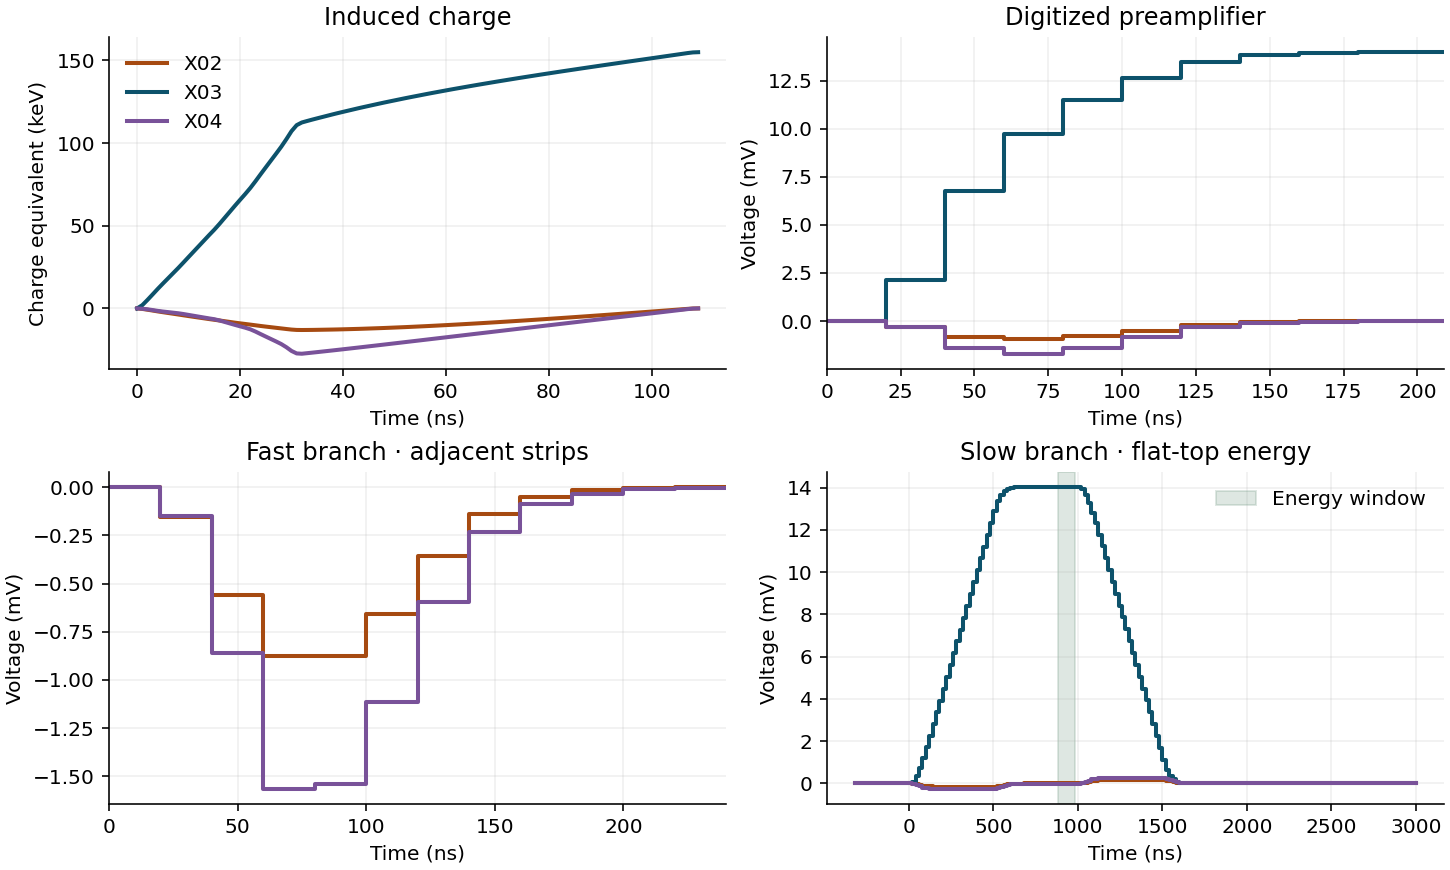 Induced charge
Charge equivalent (keV)
150
100
50
0
X02
X03
X04
0 20 40 60 80 100
Time (ns)
Digitized preamplifier
Voltage (mV)
12.5
10.0
7.5
5.0
2.5
0.0
0 25 50 75 100 125 150 175 200
Time (ns)
Fast branch · adjacent strips
Voltage (mV)
0.00
−0.25
−0.50
−0.75
−1.00
−1.25
−1.50
0 50 100 150 200
Time (ns)
Slow branch · flat-top energy
Voltage (mV)
14
12
10
8
6
4
2
0
Energy window
0 500 1000 1500 2000 2500 3000
Time (ns)